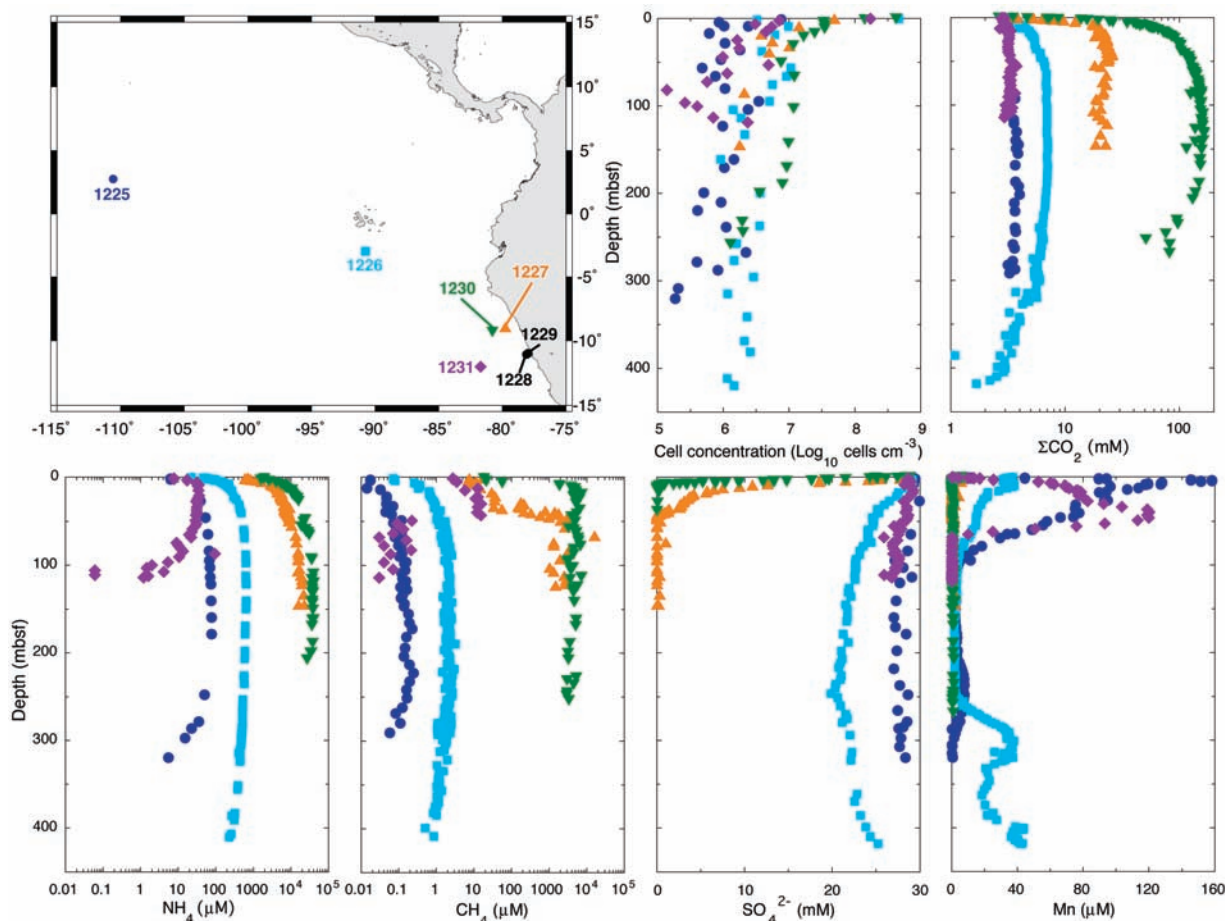 15°
10°
5°
0°
-5°
-10°
-15°
1225
1226
1230
1227
1229
1228
1231
-115° -110° -105° -100° -95° -90° -85° -80° -75°
0
100
200
300
400
Depth (mbsf)
5 6 7 8 9
Cell concentration (Log10 cells cm-3)
1 10 100
ΣCO2 (mM)
0
100
200
300
400
Depth (mbsf)
0.01 0.1 1 10 100 1000 10⁴ 10⁵
NH4 (µM)
0.01 0.1 1 10 100 1000 10⁴ 10⁵
CH4 (µM)
0 10 20 30
SO4 2- (mM)
0 40 80 120 160
Mn (µM)